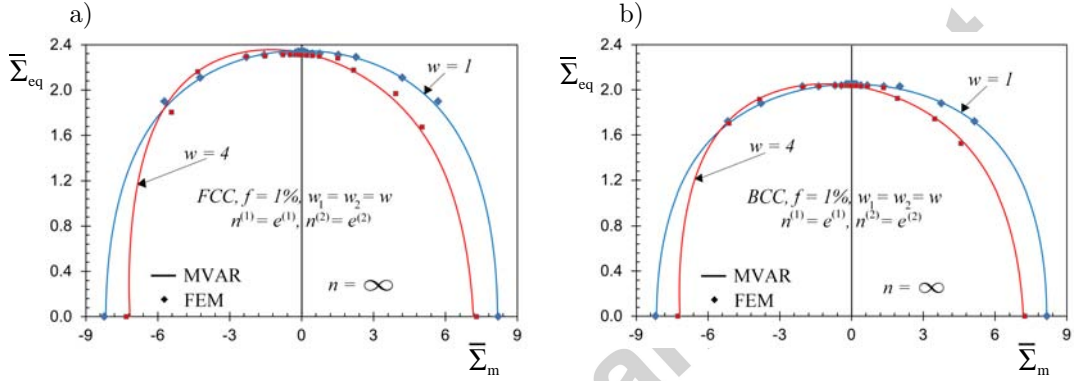 a)
2.4
2.0
1.6
1.2
0.8
0.4
0.0
Σ̅eq
w = 1
w = 4
FCC, f = 1%, w₁ = w₂ = w
n⁽¹⁾ = e⁽¹⁾, n⁽²⁾ = e⁽²⁾
MVAR
FEM
n = ∞
-9 -6 -3 0 3 6 9
Σ̅m
b)
2.4
2.0
1.6
1.2
0.8
0.4
0.0
Σ̅eq
w = 1
w = 4
BCC, f = 1%, w₁ = w₂ = w
n⁽¹⁾ = e⁽¹⁾, n⁽²⁾ = e⁽²⁾
MVAR
FEM
n = ∞
-9 -6 -3 0 3 6 9
Σ̅m